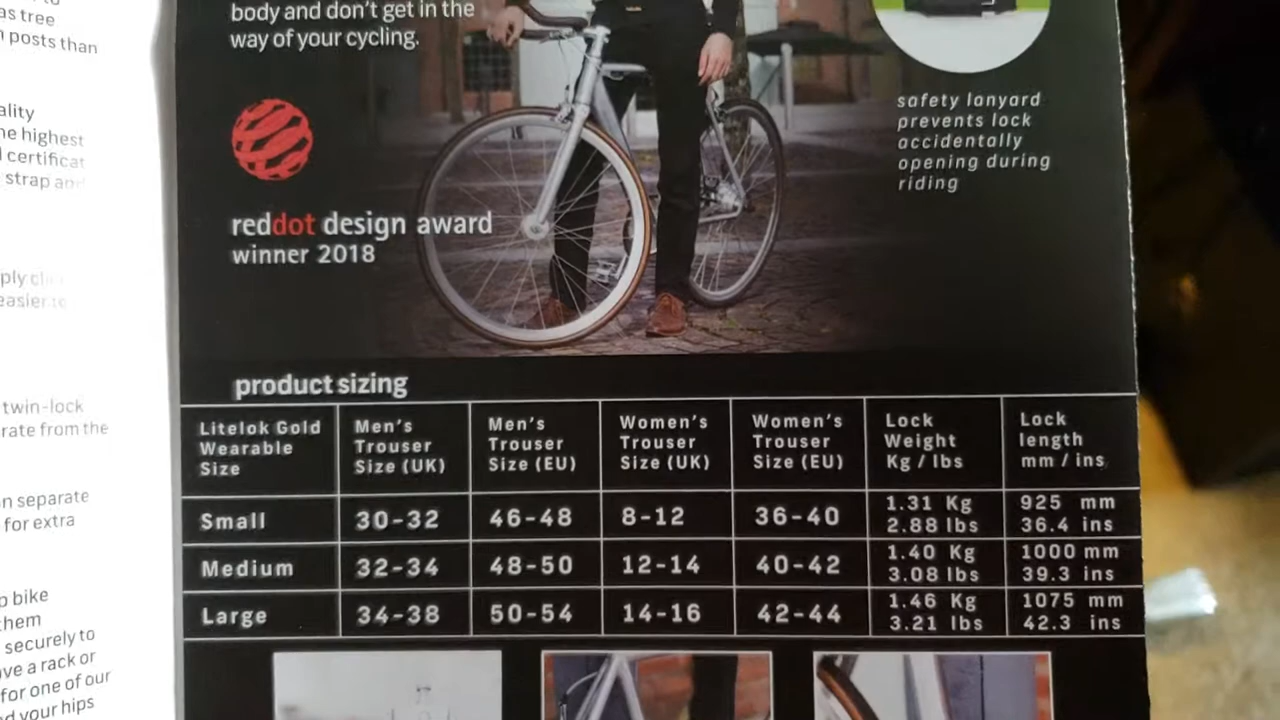 as tree
posts than
ality
he highest
certificat
strap and
ply
easier to
twin-lock
rate from the
n separate
for extra
p bike
them
securely to
ve a rack or
for one of our
d your hips
body and don't get in the
way of your cycling.
reddot design award
winner 2018
safety lanyard
prevents lock
accidentally
opening during
riding
product sizing
Litelok Gold Wearable Size | Men's Trouser Size (UK) | Men's Trouser Size (EU) | Women's Trouser Size (UK) | Women's Trouser Size (EU) | Lock Weight Kg / lbs | Lock length mm / ins
Small 30-32 46-48 8-12 36-40 1.31 Kg 2.88 lbs 925 mm 36.4 ins
Medium 32-34 48-50 12-14 40-42 1.40 Kg 3.08 lbs 1000 mm 39.3 ins
Large 34-38 50-54 14-16 42-44 1.46 Kg 3.21 lbs 1075 mm 42.3 ins